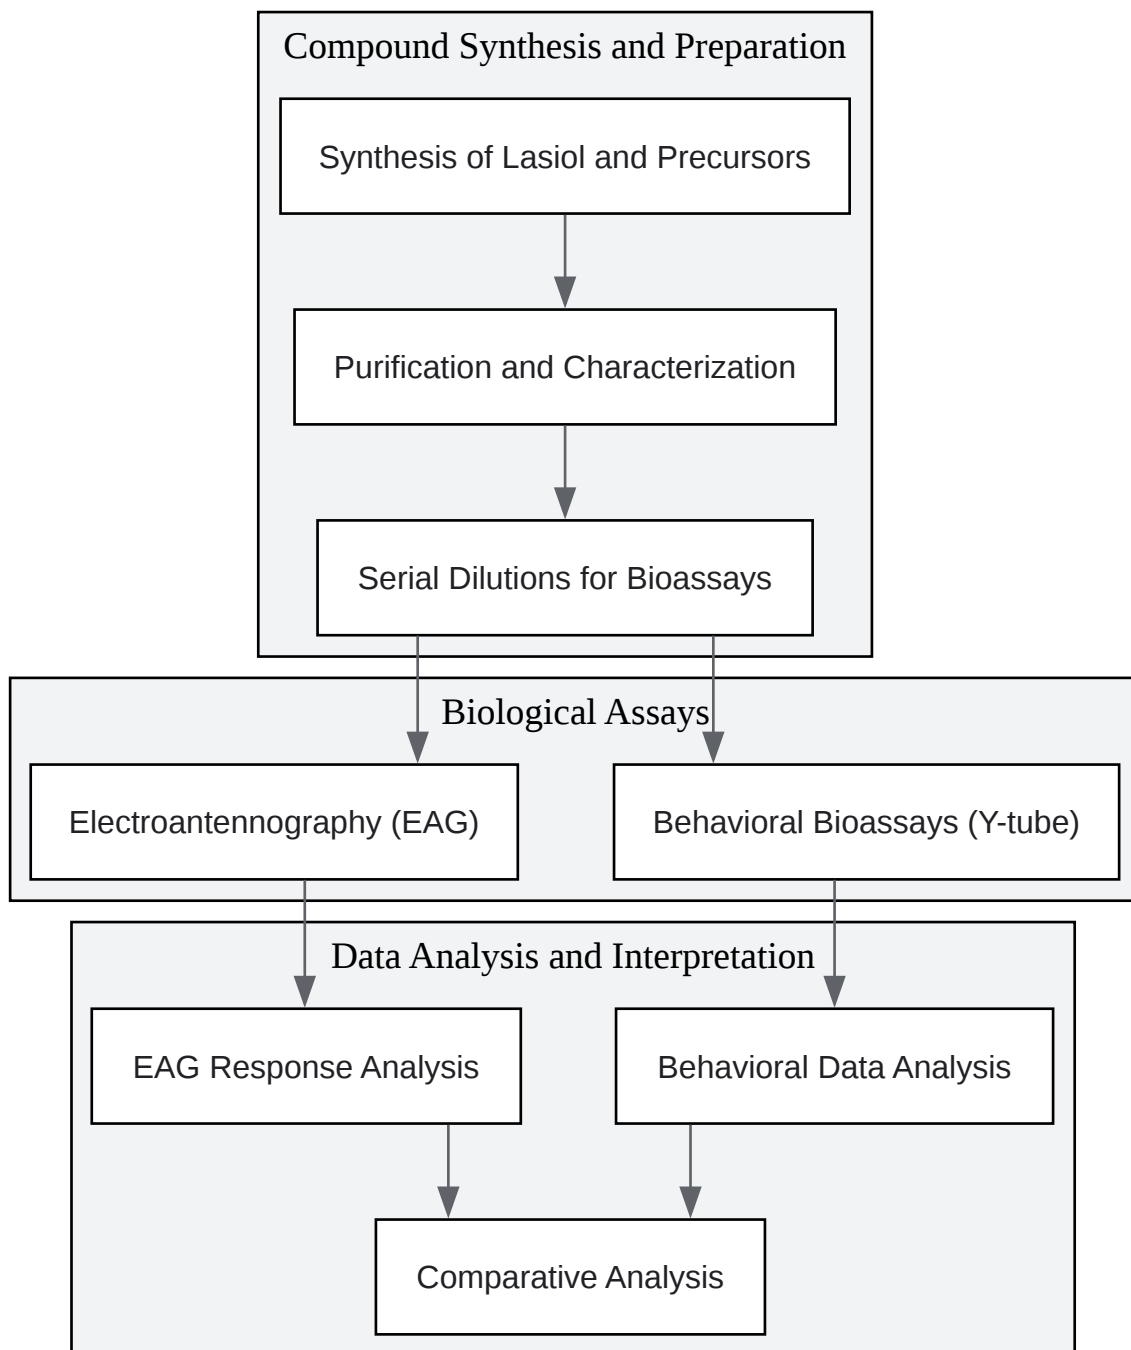 Compound Synthesis and Preparation
Synthesis of Lasiol and Precursors
Purification and Characterization
Serial Dilutions for Bioassays
Biological Assays
Electroantennography (EAG)
Behavioral Bioassays (Y-tube)
Data Analysis and Interpretation
EAG Response Analysis
Behavioral Data Analysis
Comparative Analysis